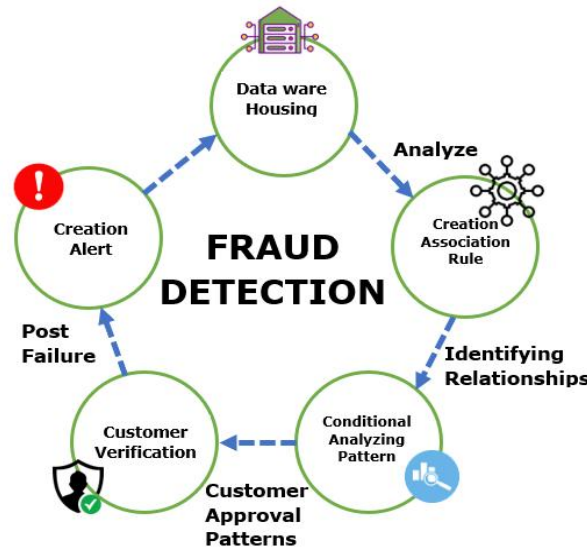 Data ware
Housing
Analyze
Creation
Association
Rule
Identifying
Relationships
Conditional
Analyzing
Pattern
Customer
Approval
Patterns
Customer
Verification
Post
Failure
Creation
Alert
FRAUD
DETECTION